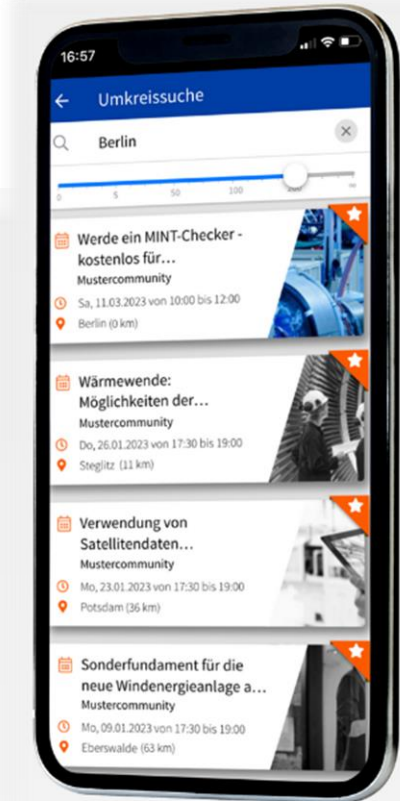 16:57
Umkreissuche
Berlin
0 5 50 100 200 ∞
Werde ein MINT-Checker -
kostenlos für…
Mustercommunity
Sa, 11.03.2023 von 10:00 bis 12:00
Berlin (0 km)
Wärmewende:
Möglichkeiten der…
Mustercommunity
Do, 26.01.2023 von 17:30 bis 19:00
Steglitz (11 km)
Verwendung von
Satellitendaten…
Mustercommunity
Mo, 23.01.2023 von 17:30 bis 19:00
Potsdam (36 km)
Sonderfundament für die
neue Windenergieanlage a…
Mustercommunity
Mo, 09.01.2023 von 17:30 bis 19:00
Eberswalde (63 km)